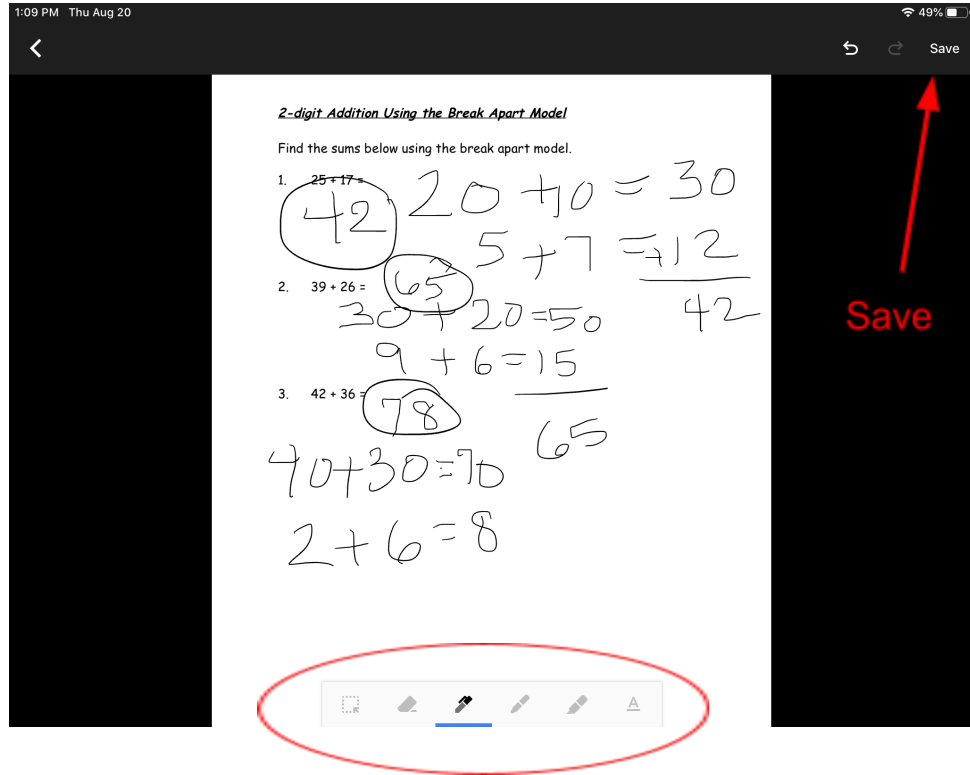 1:09 PM Thu Aug 20 49%
Save
2-digit Addition Using the Break Apart Model
Find the sums below using the break apart model.
1. 25 + 17 =
42
20 + 10 = 30
5 + 7 = +12
42
2. 39 + 26 = 65
30 + 20 = 50
9 + 6 = 15
65
3. 42 + 36 = 78
40 + 30 = 70
2 + 6 = 8
Save
A